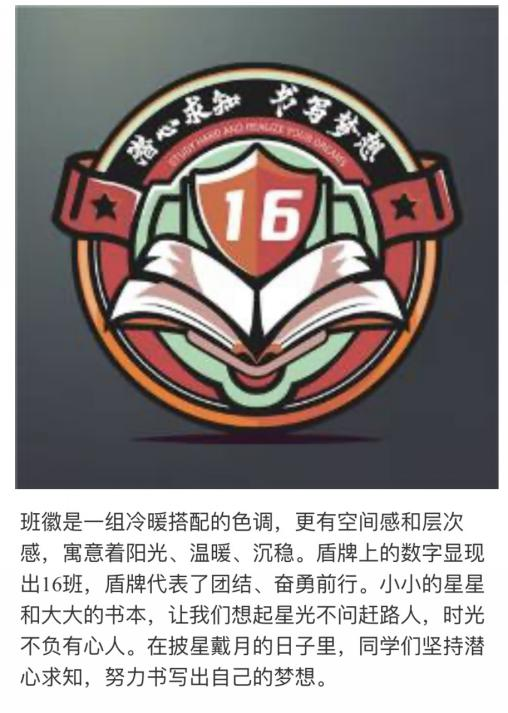 潜心求知 书写梦想
STUDY HARD AND REALIZE YOUR DREAMS
16
班徽是一组冷暖搭配的色调，更有空间感和层次
感，寓意着阳光、温暖、沉稳。盾牌上的数字显现
出16班，盾牌代表了团结、奋勇前行。小小的星星
和大大的书本，让我们想起星光不问赶路人，时光
不负有心人。在披星戴月的日子里，同学们坚持潜
心求知，努力书写出自己的梦想。